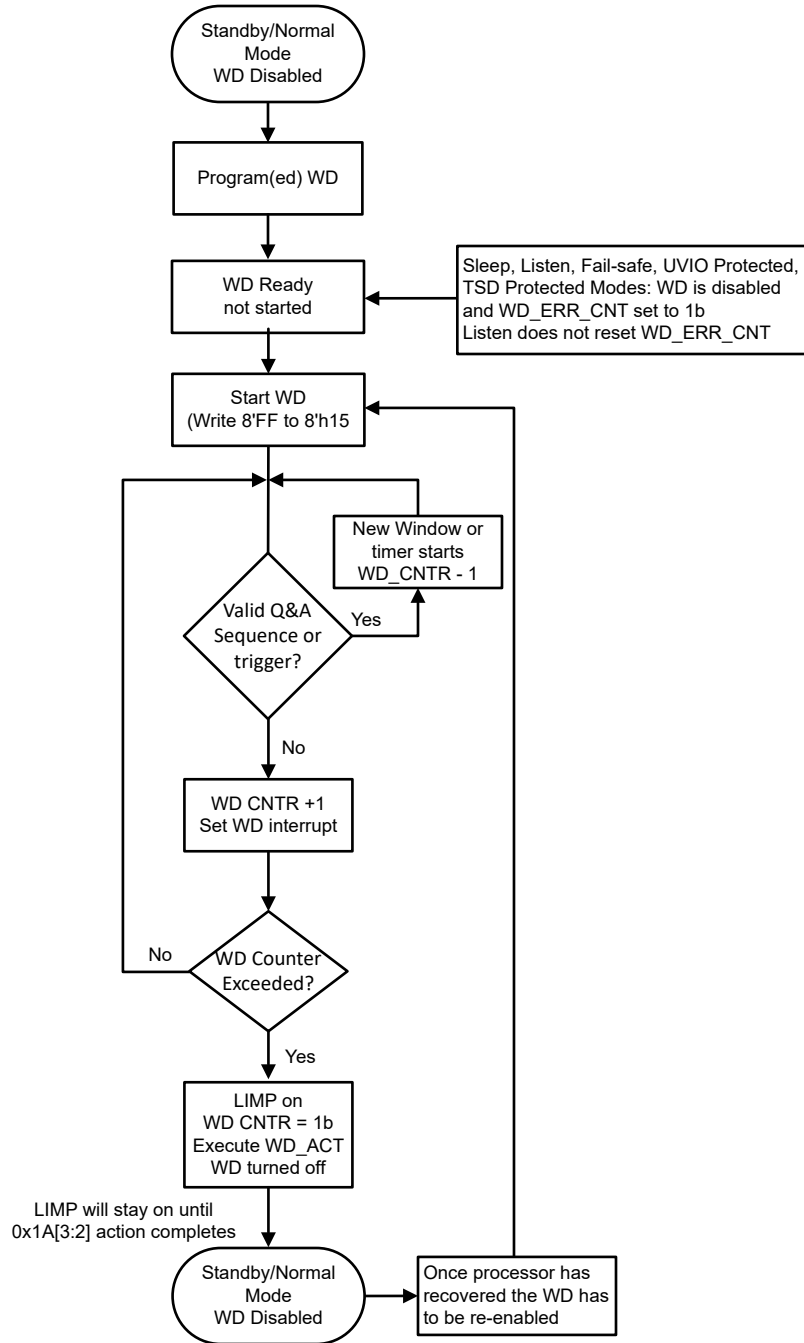 Standby/Normal
Mode
WD Disabled
Program(ed) WD
WD Ready
not started
Sleep, Listen, Fail-safe, UVIO Protected,
TSD Protected Modes: WD is disabled
and WD_ERR_CNT set to 1b
Listen does not reset WD_ERR_CNT
Start WD
(Write 8'FF to 8'h15
New Window or
timer starts
WD_CNTR - 1
Valid Q&A
Sequence or
trigger?
Yes
No
WD CNTR +1
Set WD interrupt
No
WD Counter
Exceeded?
Yes
LIMP on
WD CNTR = 1b
Execute WD_ACT
WD turned off
LIMP will stay on until
0x1A[3:2] action completes
Standby/Normal
Mode
WD Disabled
Once processor has
recovered the WD has
to be re-enabled